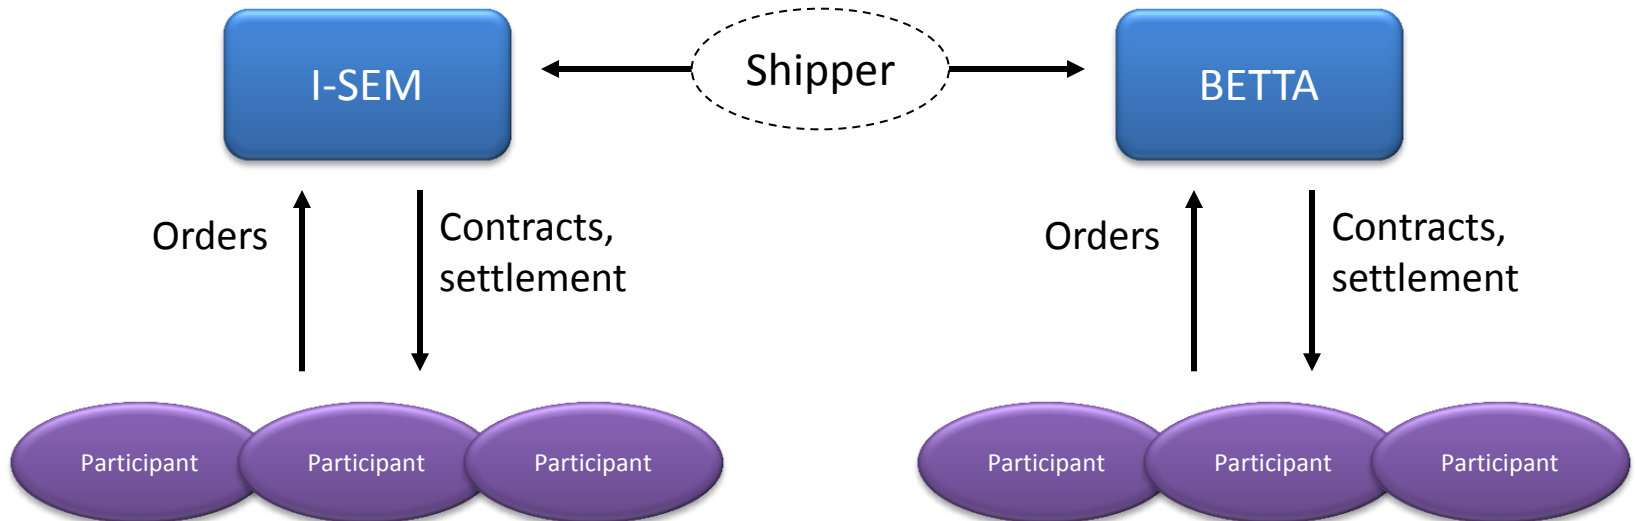 I-SEM
Shipper
BETTA
Orders
Contracts,
settlement
Orders
Contracts,
settlement
Participant
Participant
Participant
Participant
Participant
Participant